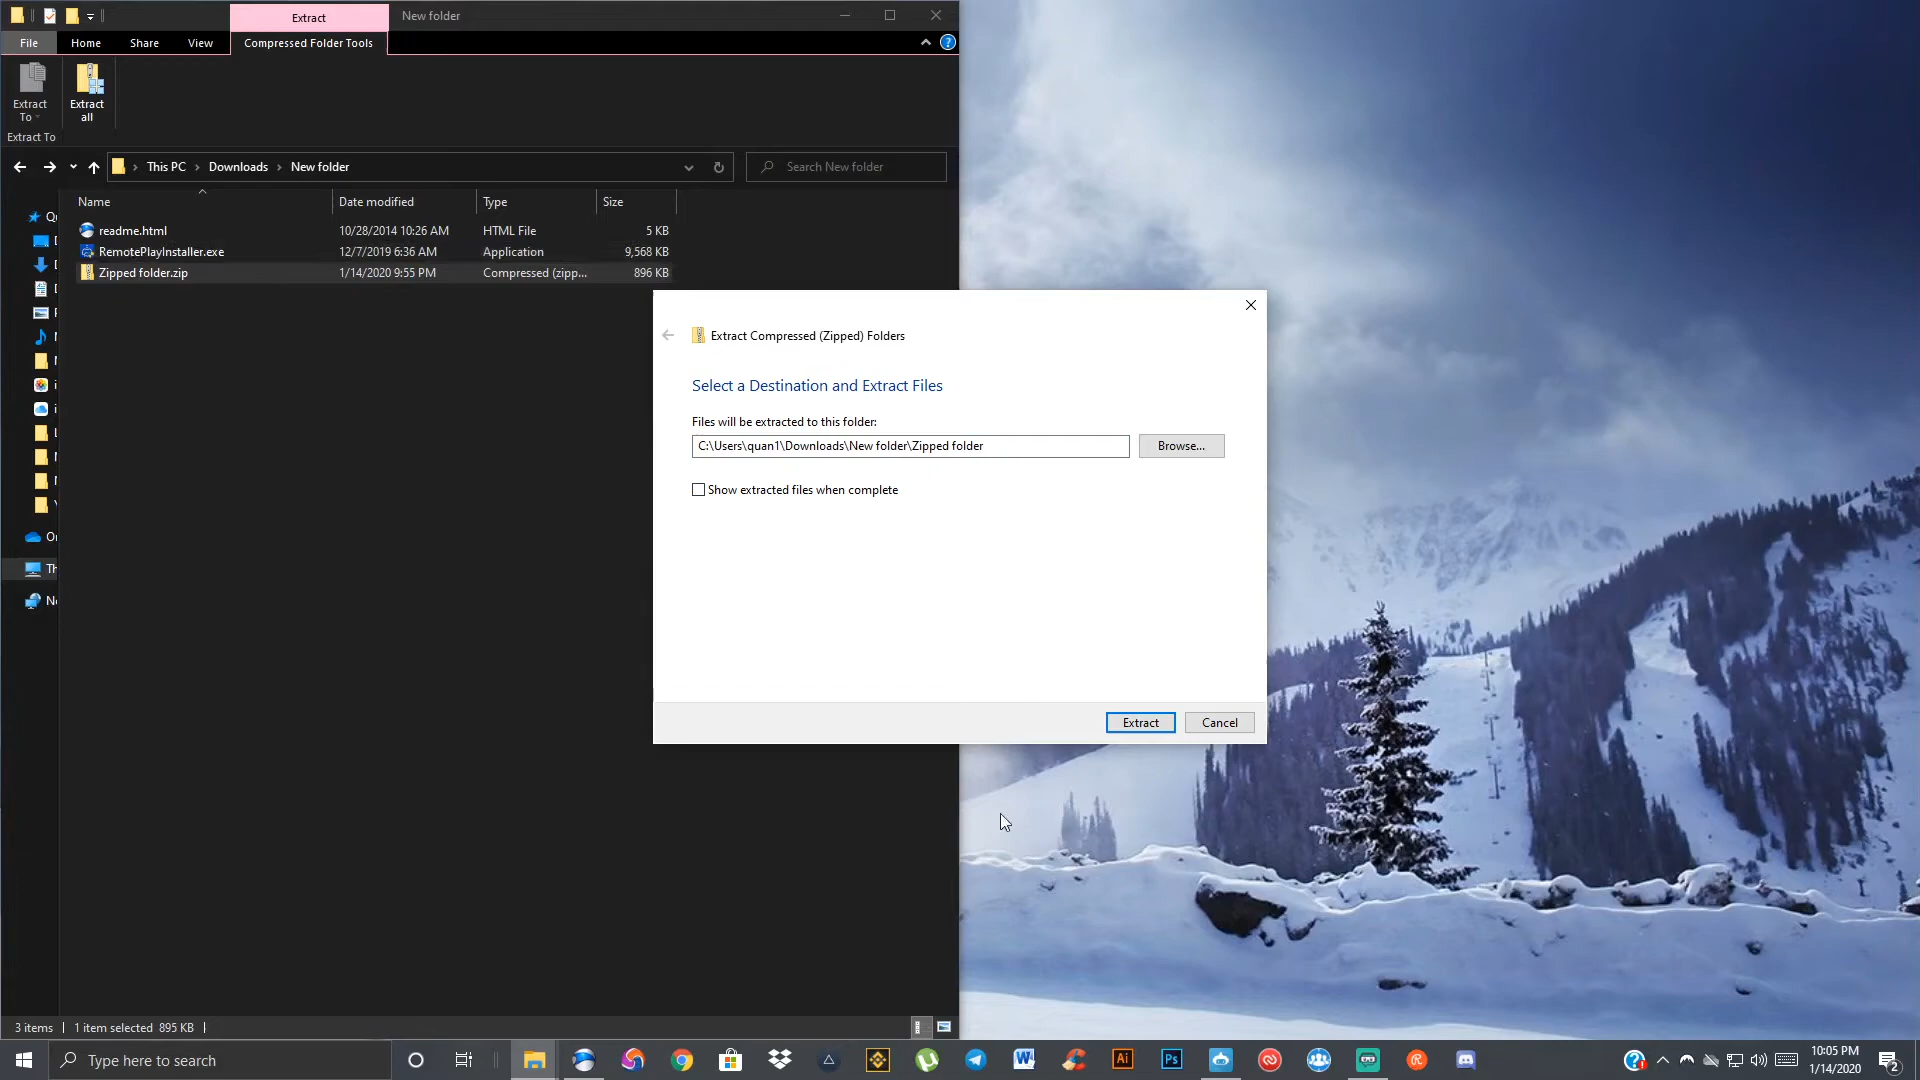 Extract
New folder
File
Home
Share
View
Compressed Folder Tools
Extract
To
Extract
all
Extract To
This PC
Downloads
New folder
Search New folder
Name
Date modified
Type
Size
readme.html
10/28/2014 10:26 AM
HTML File
5 KB
RemotePlayInstaller.exe
12/7/2019 6:36 AM
Application
9,568 KB
Zipped folder.zip
1/14/2020 9:55 PM
Compressed (zipp...
896 KB
Extract Compressed (Zipped) Folders
Select a Destination and Extract Files
Files will be extracted to this folder:
C:\Users\quan1\Downloads\New folder\Zipped folder
Browse...
Show extracted files when complete
Extract
Cancel
3 items
1 item selected 895 KB
Type here to search
W
Ai
Ps
10:05 PM
1/14/2020
2